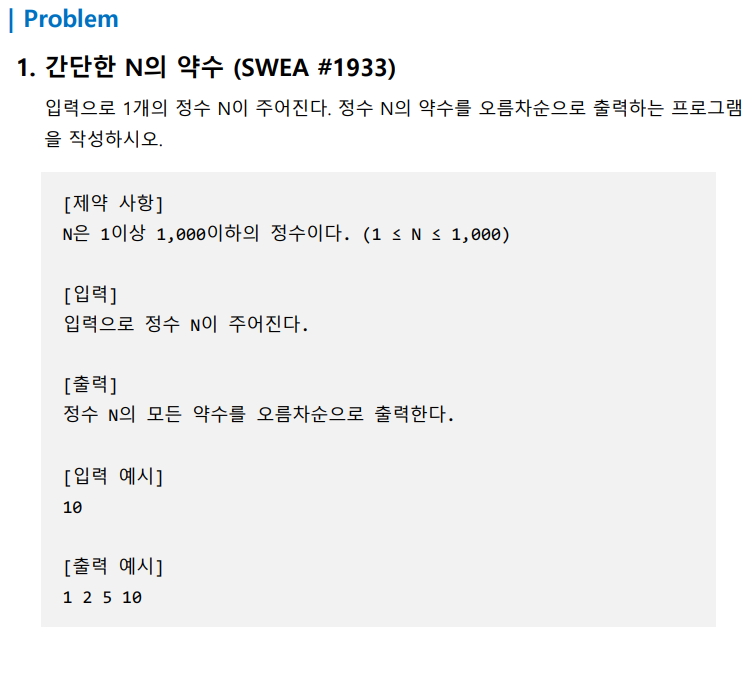 | Problem
1. 간단한 N의 약수 (SWEA #1933)
입력으로 1개의 정수 N이 주어진다. 정수 N의 약수를 오름차순으로 출력하는 프로그램
을 작성하시오.
[제약 사항]
N은 1이상 1,000이하의 정수이다. (1 ≤ N ≤ 1,000)
[입력]
입력으로 정수 N이 주어진다.
[출력]
정수 N의 모든 약수를 오름차순으로 출력한다.
[입력 예시]
10
[출력 예시]
1 2 5 10